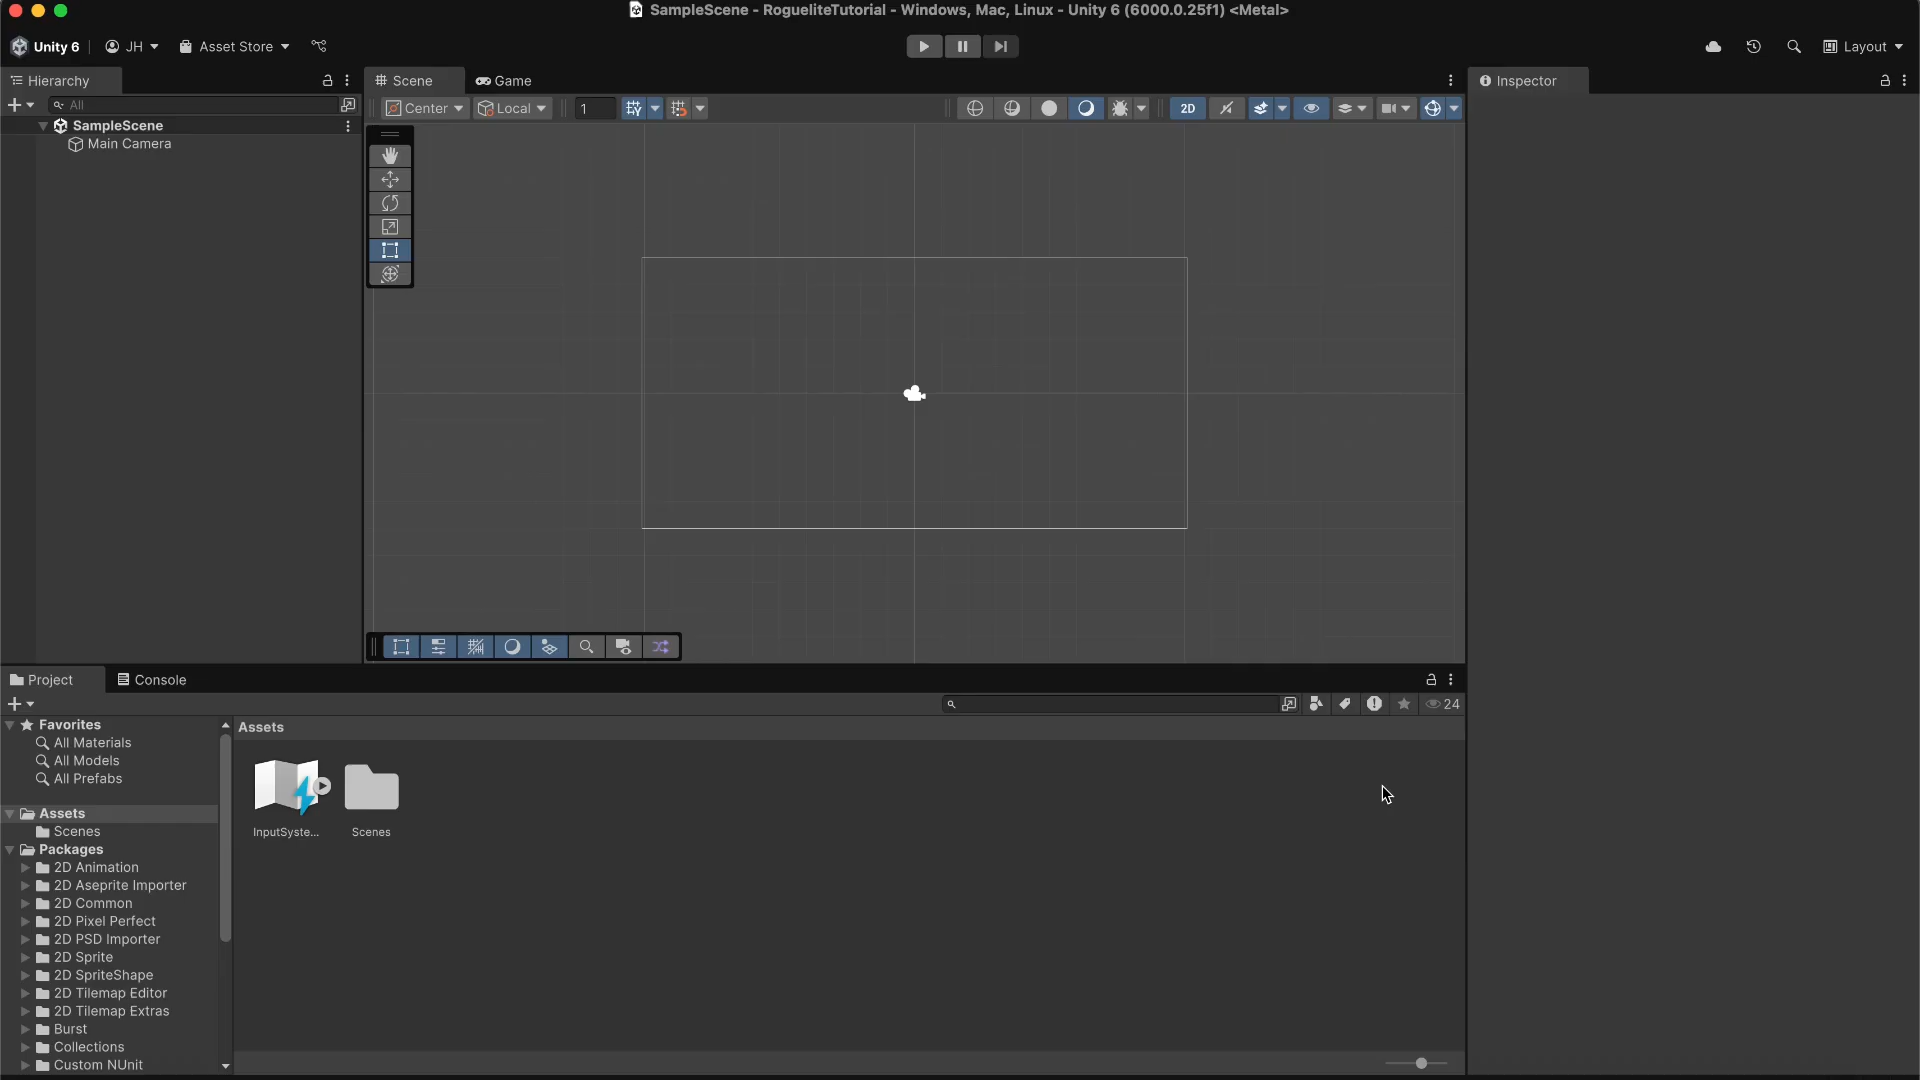 SampleScene - RogueliteTutorial - Windows, Mac, Linux - Unity 6 (6000.0.25f1) <Metal>
Unity 6
JH
Asset Store
Layout
Hierarchy
Scene
Game
Inspector
All
Center
Local
1
2D
SampleScene
Main Camera
Project
Console
24
Favorites
Assets
All Materials
All Models
All Prefabs
Assets
Scenes
InputSyste...
Scenes
Packages
2D Animation
2D Aseprite Importer
2D Common
2D Pixel Perfect
2D PSD Importer
2D Sprite
2D SpriteShape
2D Tilemap Editor
2D Tilemap Extras
Burst
Collections
Custom NUnit